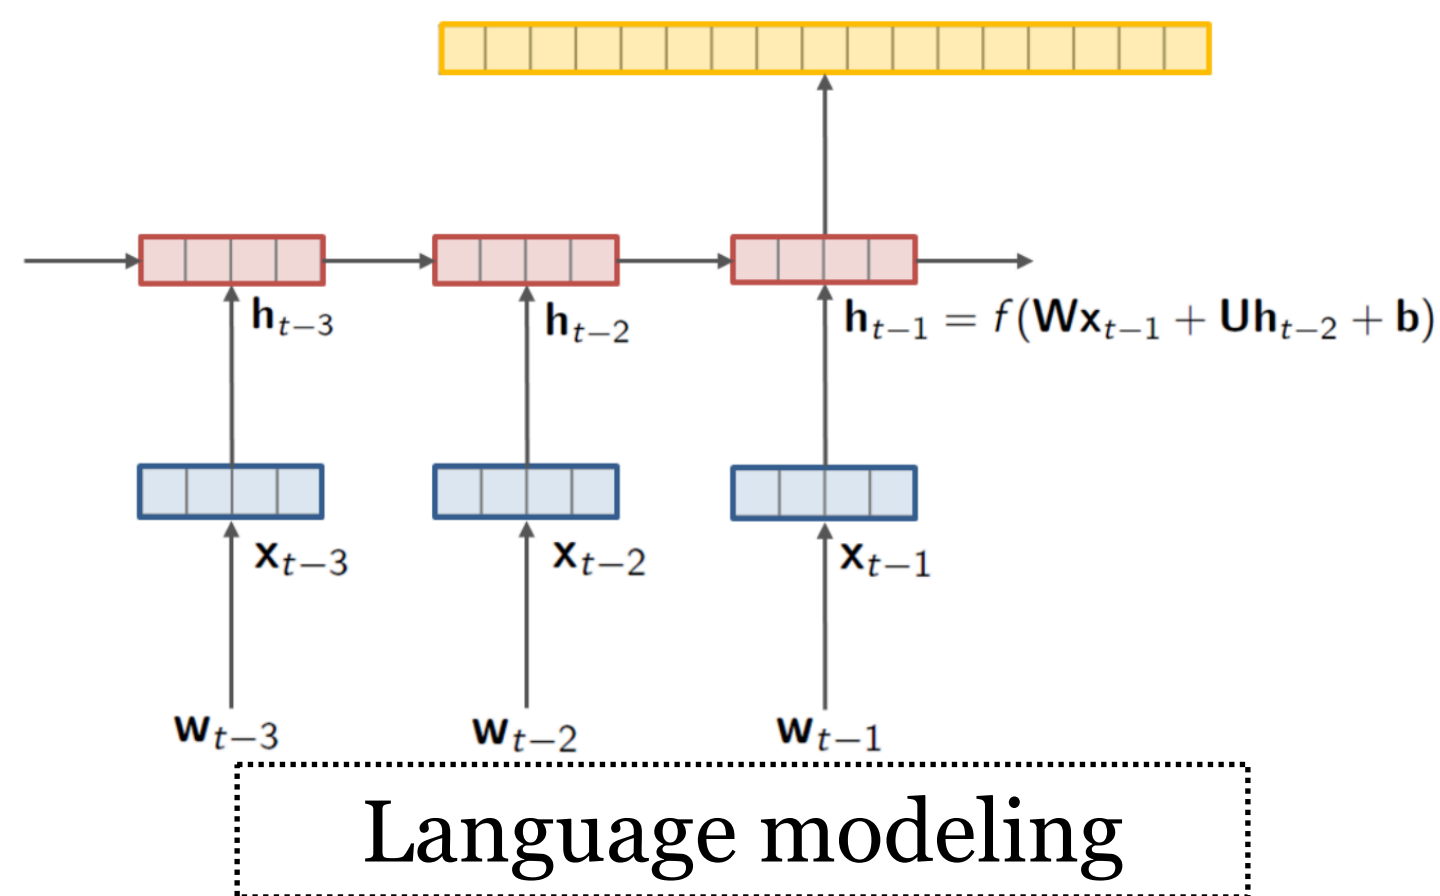 h_{t−3} h_{t−2} h_{t−1} = f(Wx_{t−1} + Uh_{t−2} + b)
x_{t−3} x_{t−2} x_{t−1}
w_{t−3} w_{t−2} w_{t−1}
Language modeling